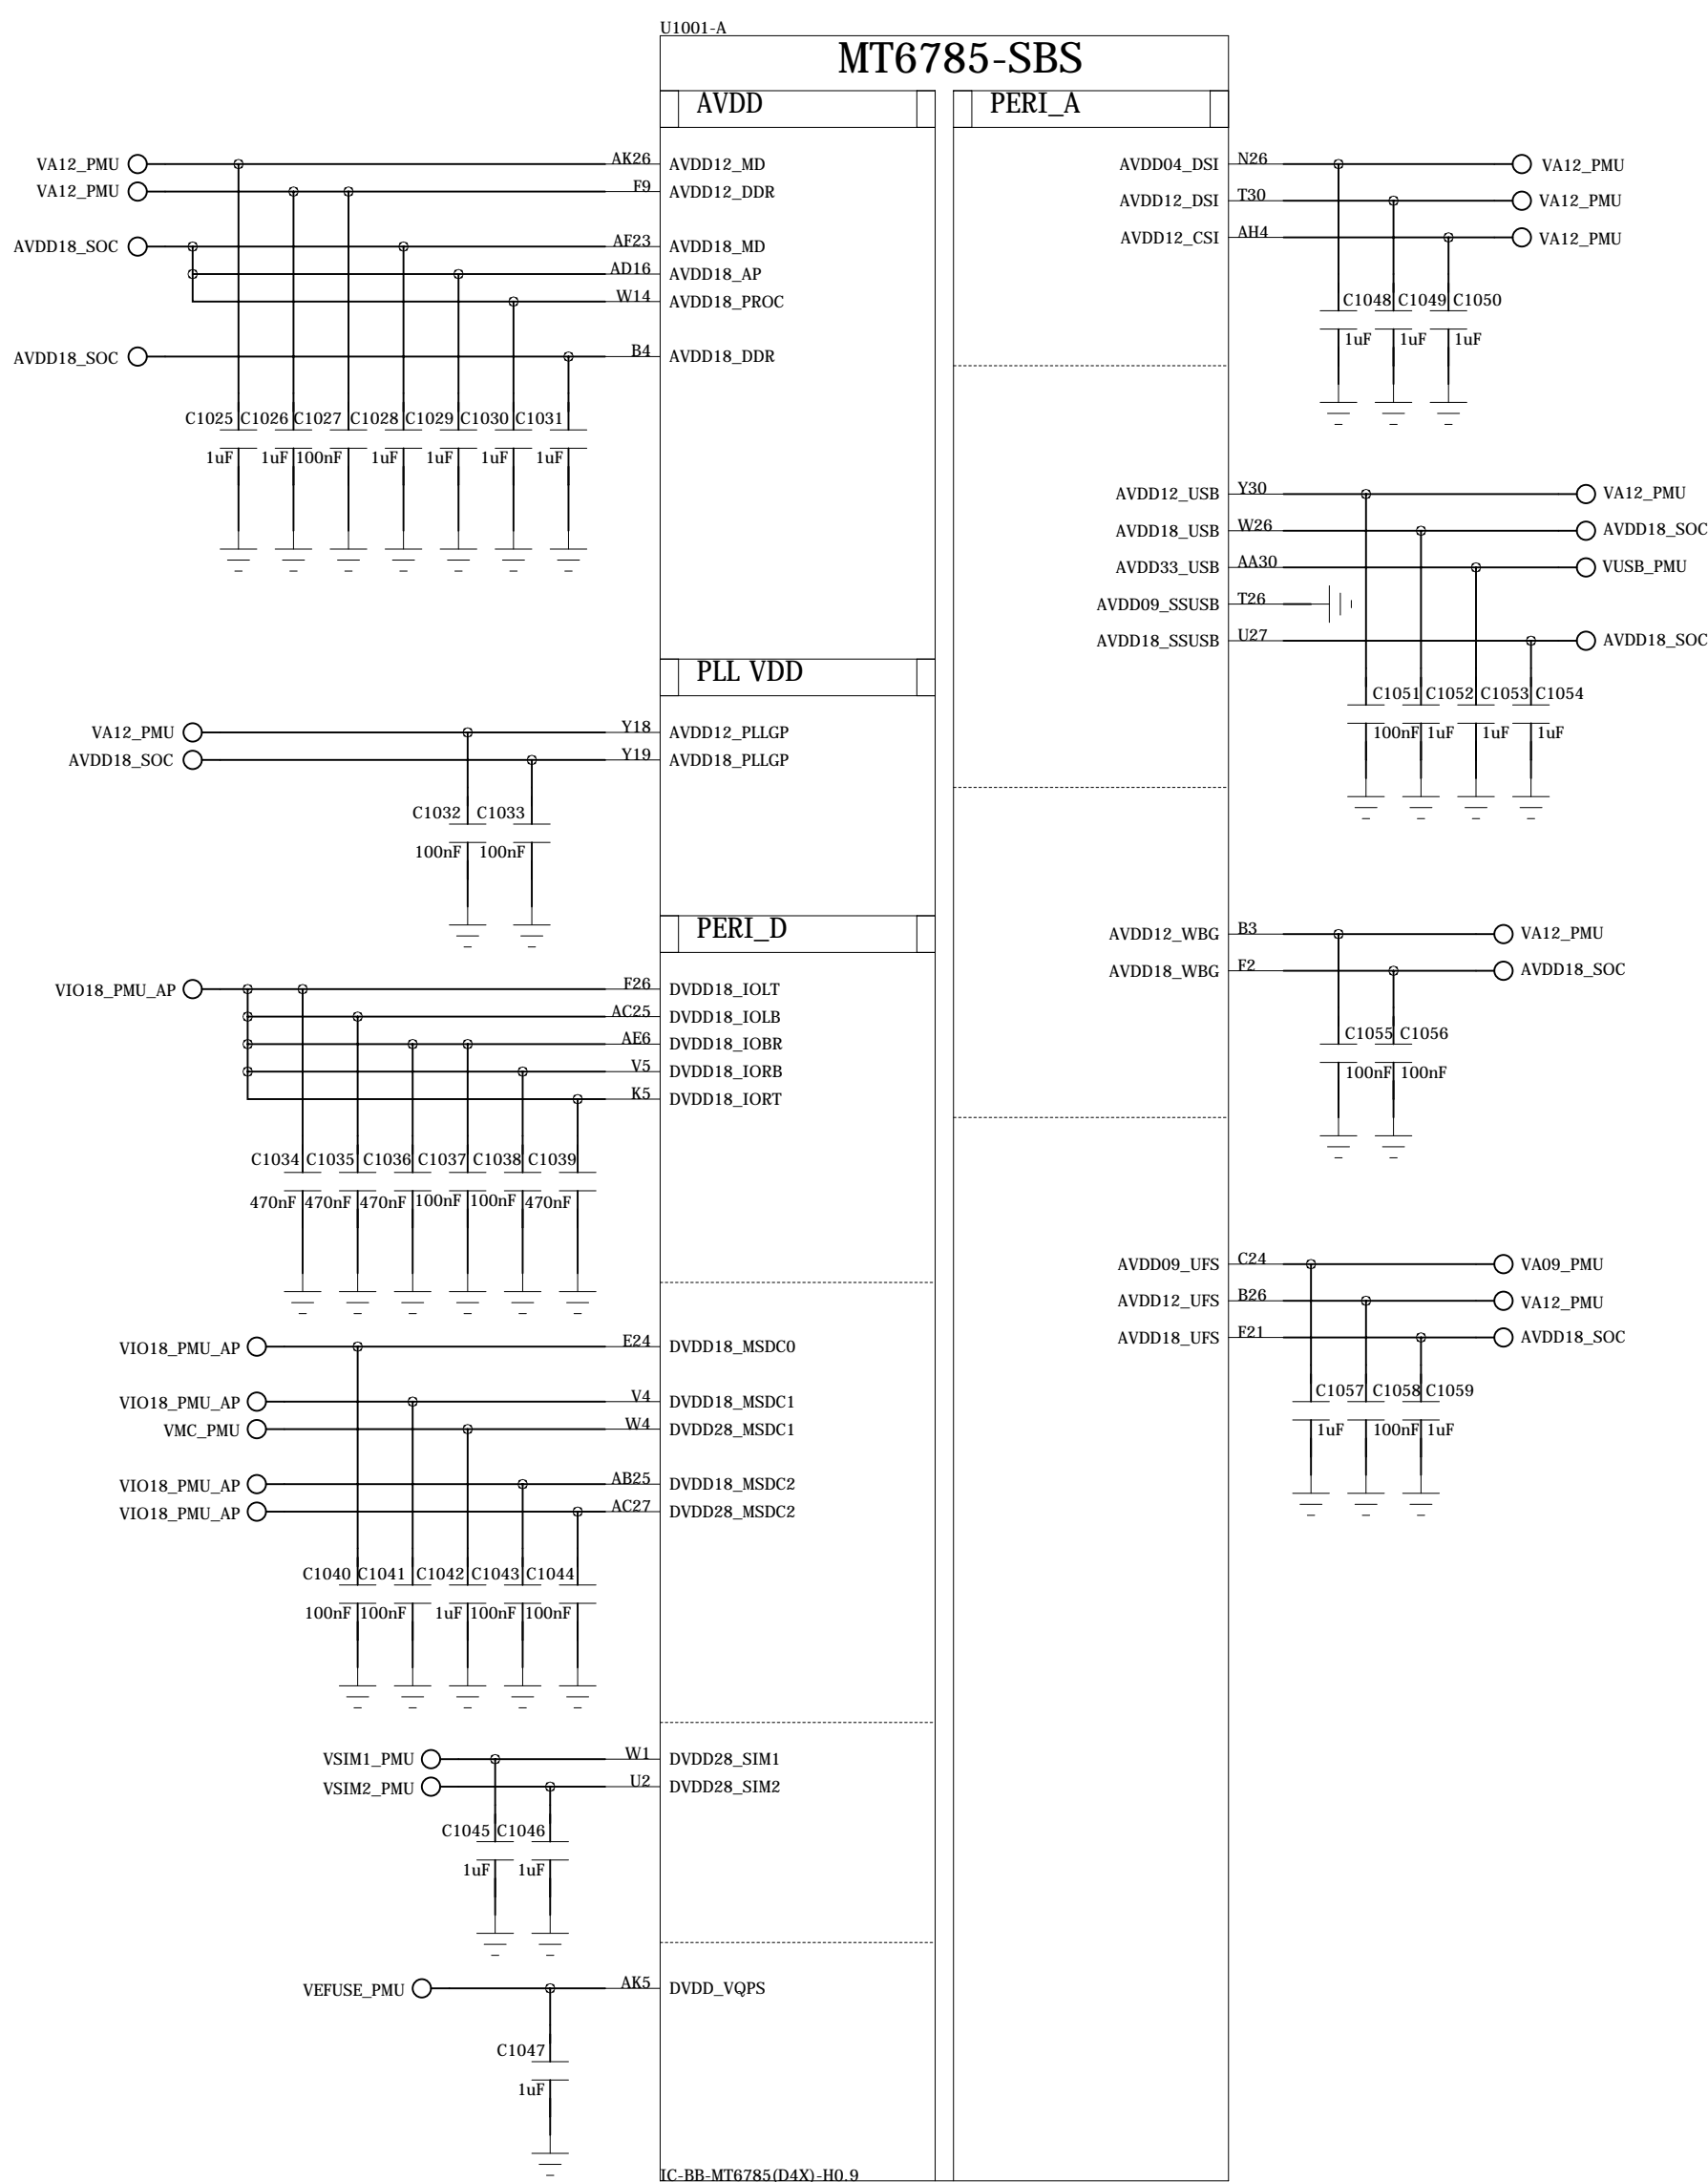 U1001-A
MT6785-SBS
AVDD
VA12_PMU AK26 AVDD12_MD
VA12_PMU F9 AVDD12_DDR
AVDD18_SOC AF23 AVDD18_MD
AD16 AVDD18_AP
W14 AVDD18_PROC
AVDD18_SOC B4 AVDD18_DDR
C1025 C1026 C1027 C1028 C1029 C1030 C1031
1uF 1uF 100nF 1uF 1uF 1uF 1uF
PLL VDD
VA12_PMU Y18 AVDD12_PLLGP
AVDD18_SOC Y19 AVDD18_PLLGP
C1032 C1033
100nF 100nF
PERI_D
VIO18_PMU_AP F26 DVDD18_IOLT
AC25 DVDD18_IOLB
AE6 DVDD18_IOBR
V5 DVDD18_IORB
K5 DVDD18_IORT
C1034 C1035 C1036 C1037 C1038 C1039
470nF 470nF 470nF 100nF 100nF 470nF
VIO18_PMU_AP E24 DVDD18_MSDC0
VIO18_PMU_AP V4 DVDD18_MSDC1
VMC_PMU W4 DVDD28_MSDC1
VIO18_PMU_AP AB25 DVDD18_MSDC2
VIO18_PMU_AP AC27 DVDD28_MSDC2
C1040 C1041 C1042 C1043 C1044
100nF 100nF 1uF 100nF 100nF
VSIM1_PMU W1 DVDD28_SIM1
VSIM2_PMU U2 DVDD28_SIM2
C1045 C1046
1uF 1uF
VEFUSE_PMU AK5 DVDD_VQPS
C1047
1uF
IC-BB-MT6785(D4X)-H0.9
PERI_A
AVDD04_DSI N26 VA12_PMU
AVDD12_DSI T30 VA12_PMU
AVDD12_CSI AH4 VA12_PMU
C1048 C1049 C1050
1uF 1uF 1uF
AVDD12_USB Y30 VA12_PMU
AVDD18_USB W26 AVDD18_SOC
AVDD33_USB AA30 VUSB_PMU
AVDD09_SSUSB T26
AVDD18_SSUSB U27 AVDD18_SOC
C1051 C1052 C1053 C1054
100nF 1uF 1uF 1uF
AVDD12_WBG B3 VA12_PMU
AVDD18_WBG F2 AVDD18_SOC
C1055 C1056
100nF 100nF
AVDD09_UFS C24 VA09_PMU
AVDD12_UFS B26 VA12_PMU
AVDD18_UFS F21 AVDD18_SOC
C1057 C1058 C1059
1uF 100nF 1uF